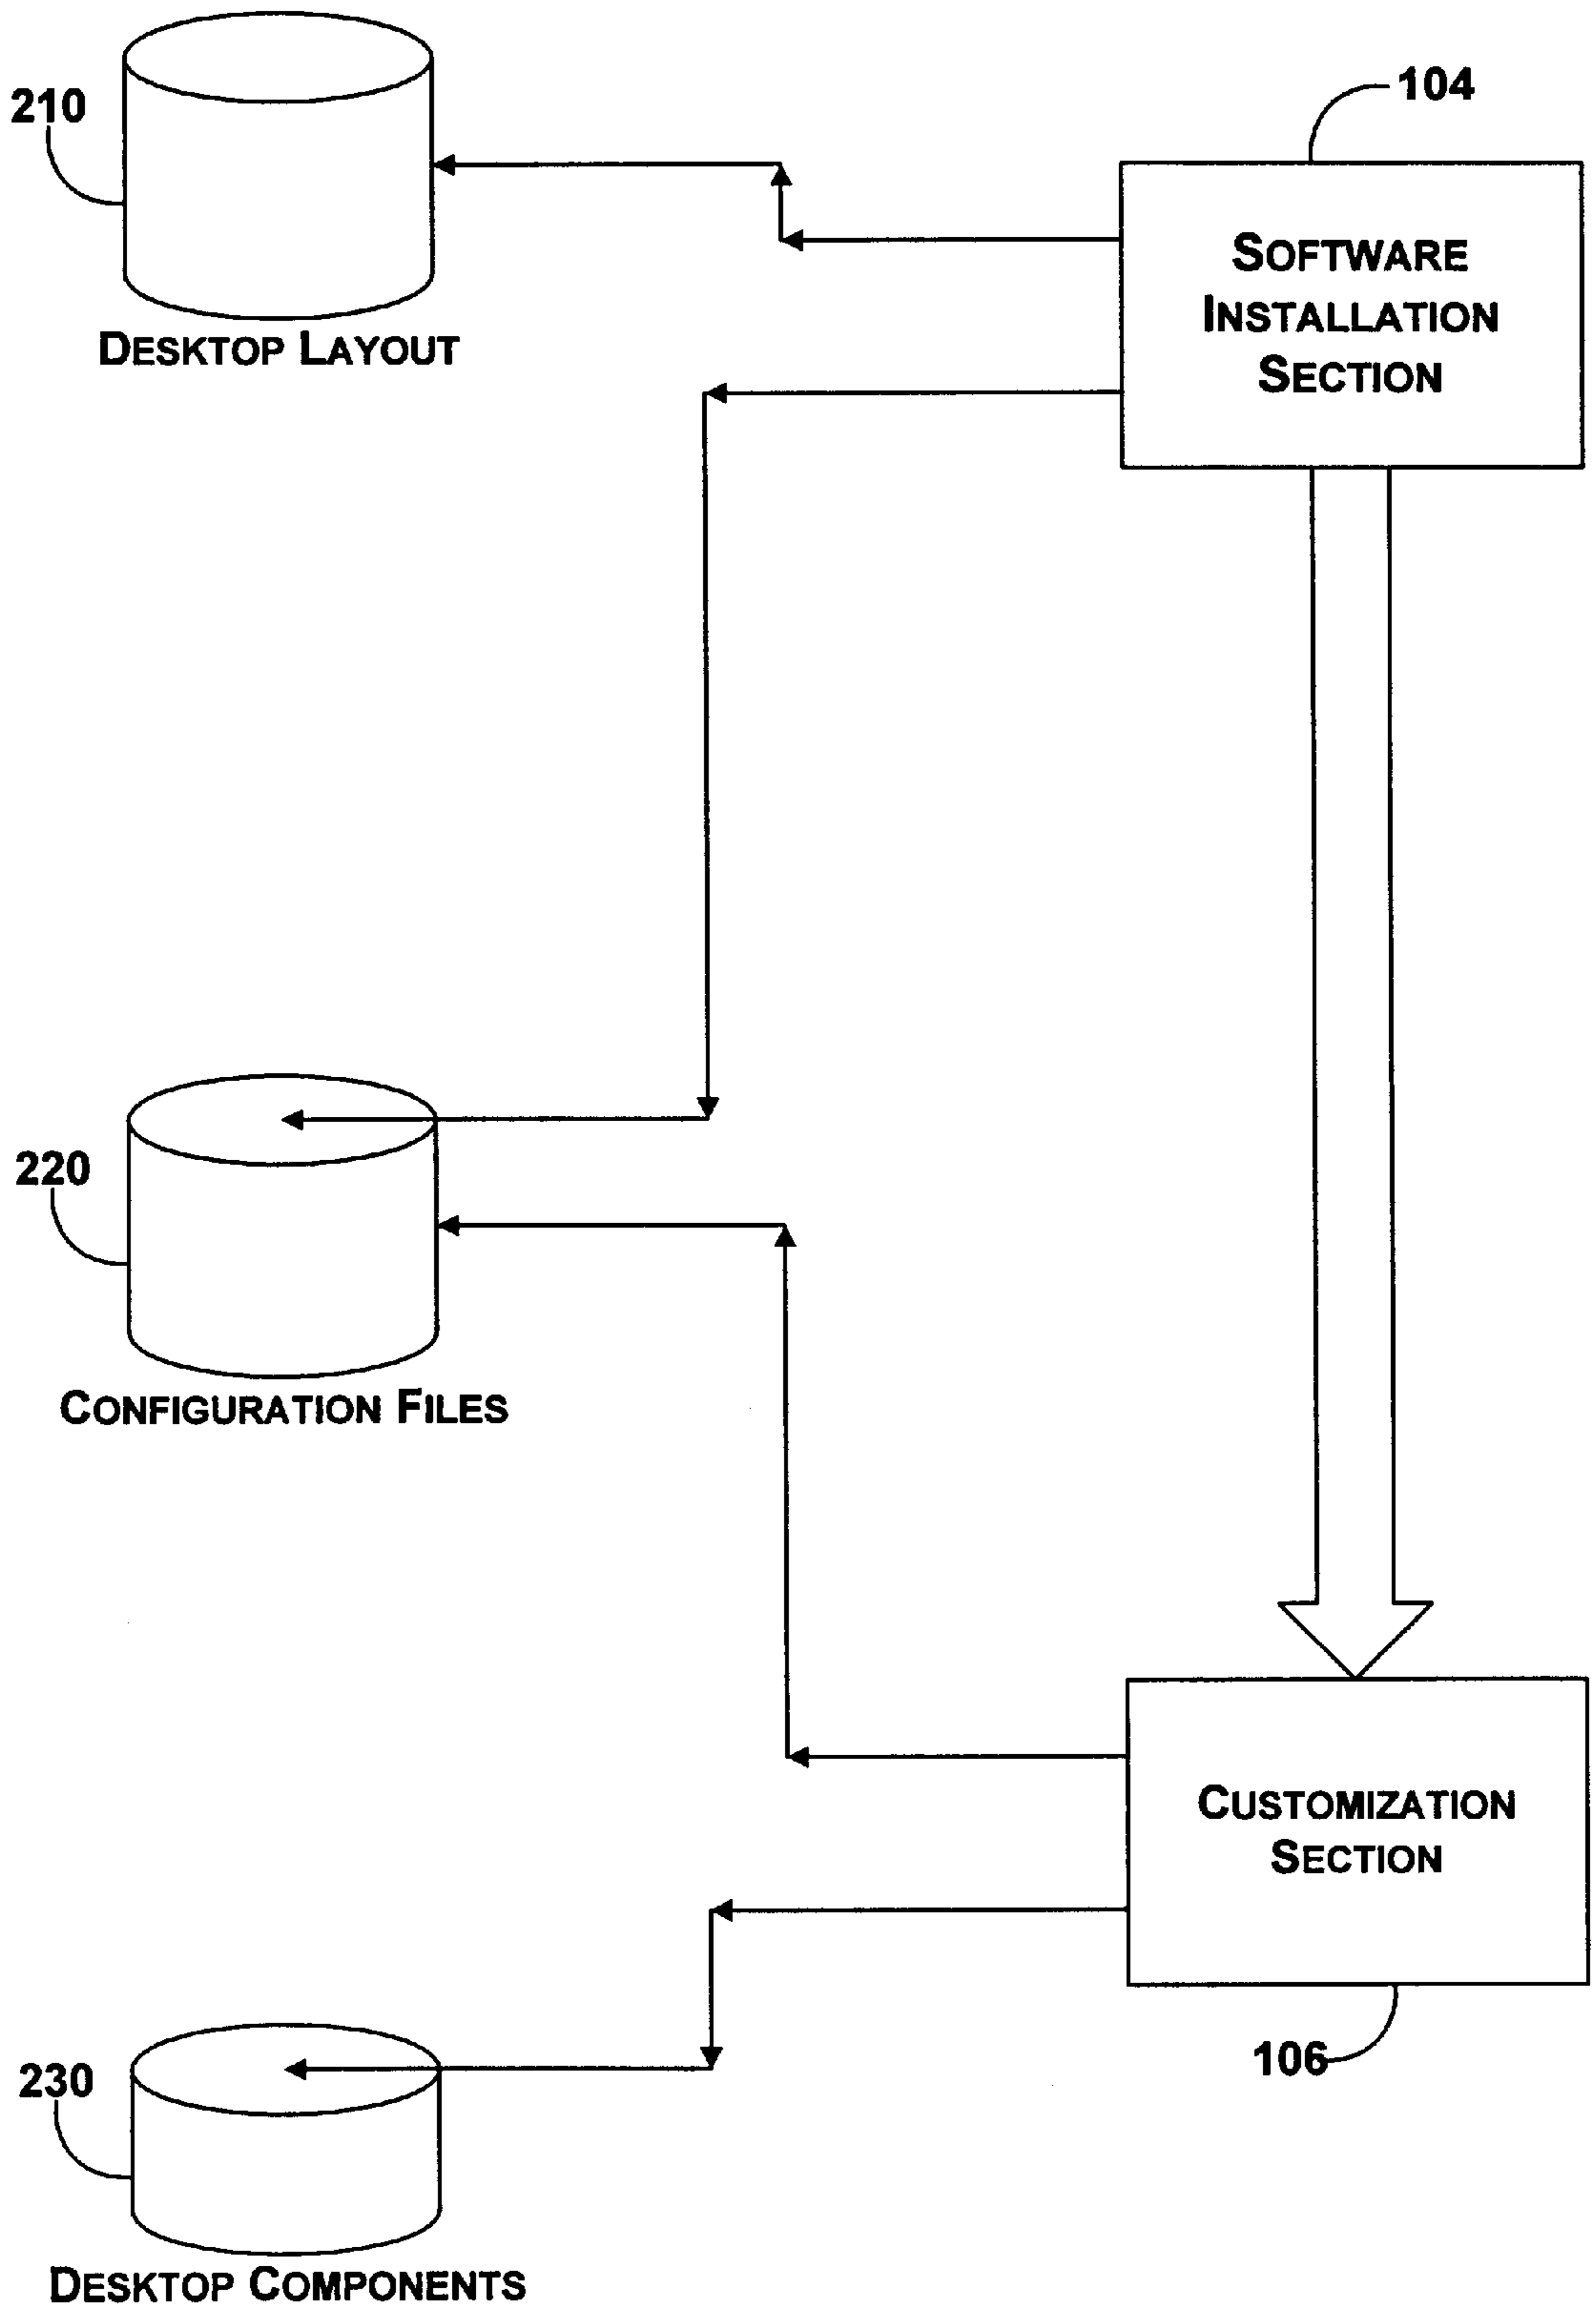 210
DESKTOP LAYOUT
104
SOFTWARE
INSTALLATION
SECTION
220
CONFIGURATION FILES
CUSTOMIZATION
SECTION
106
230
DESKTOP COMPONENTS